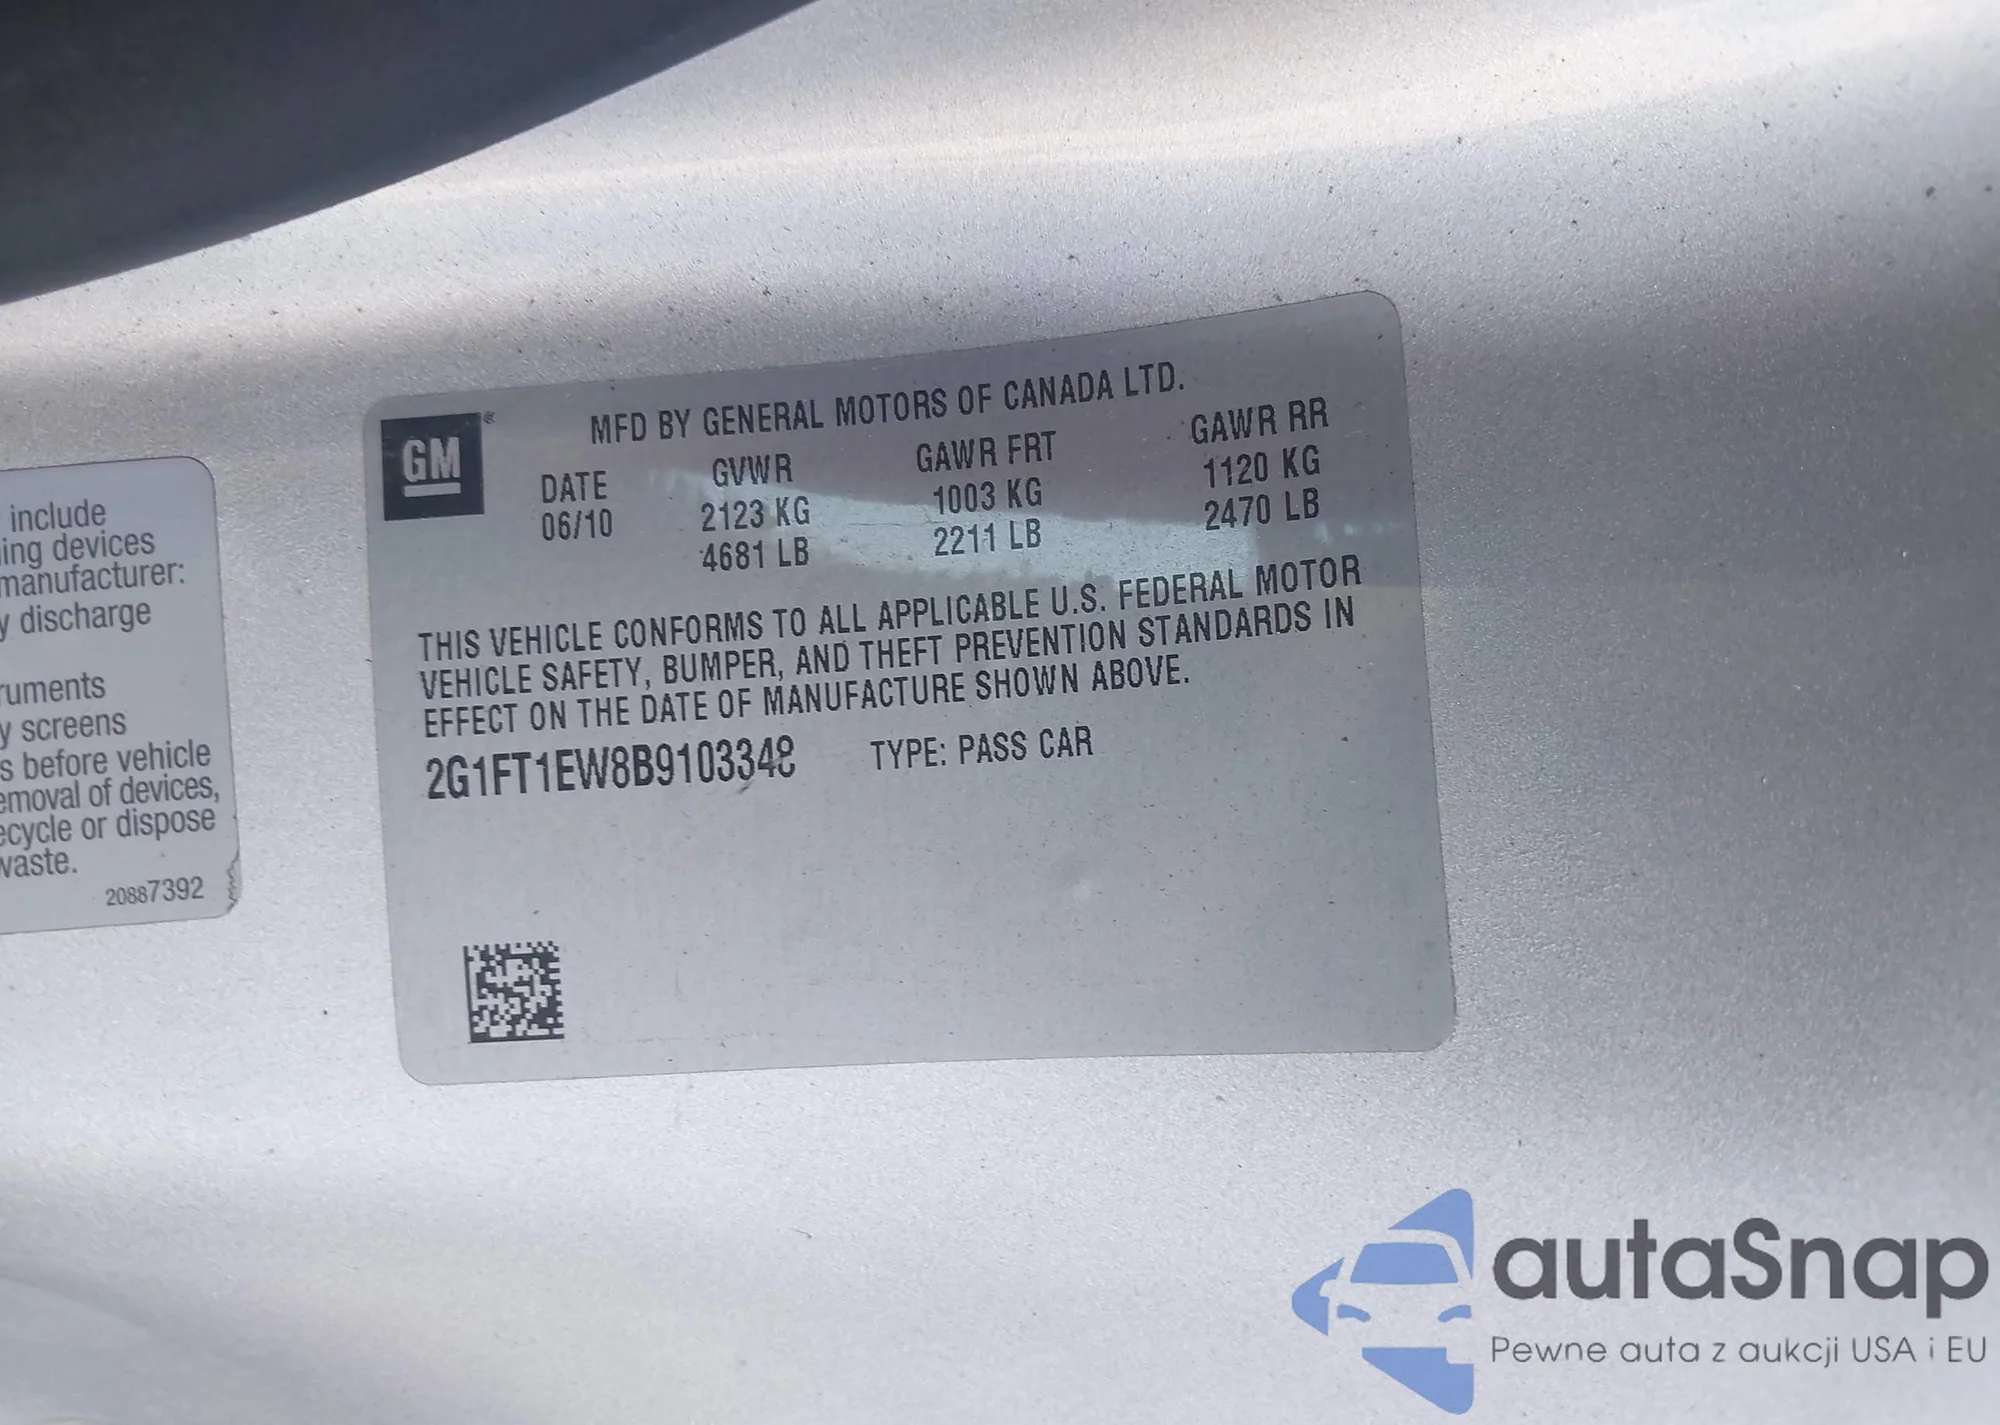 include
ing devices
manufacturer:
y discharge
ruments
y screens
s before vehicle
emoval of devices,
ecycle or dispose
waste.
20887392
GM®
MFD BY GENERAL MOTORS OF CANADA LTD.
DATE GVWR GAWR FRT GAWR RR
06/10 2123 KG 1003 KG 1120 KG
4681 LB 2211 LB 2470 LB
THIS VEHICLE CONFORMS TO ALL APPLICABLE U.S. FEDERAL MOTOR
VEHICLE SAFETY, BUMPER, AND THEFT PREVENTION STANDARDS IN
EFFECT ON THE DATE OF MANUFACTURE SHOWN ABOVE.
2G1FT1EW8B9103348 TYPE: PASS CAR
autaSnap
Pewne auta z aukcji USA i EU